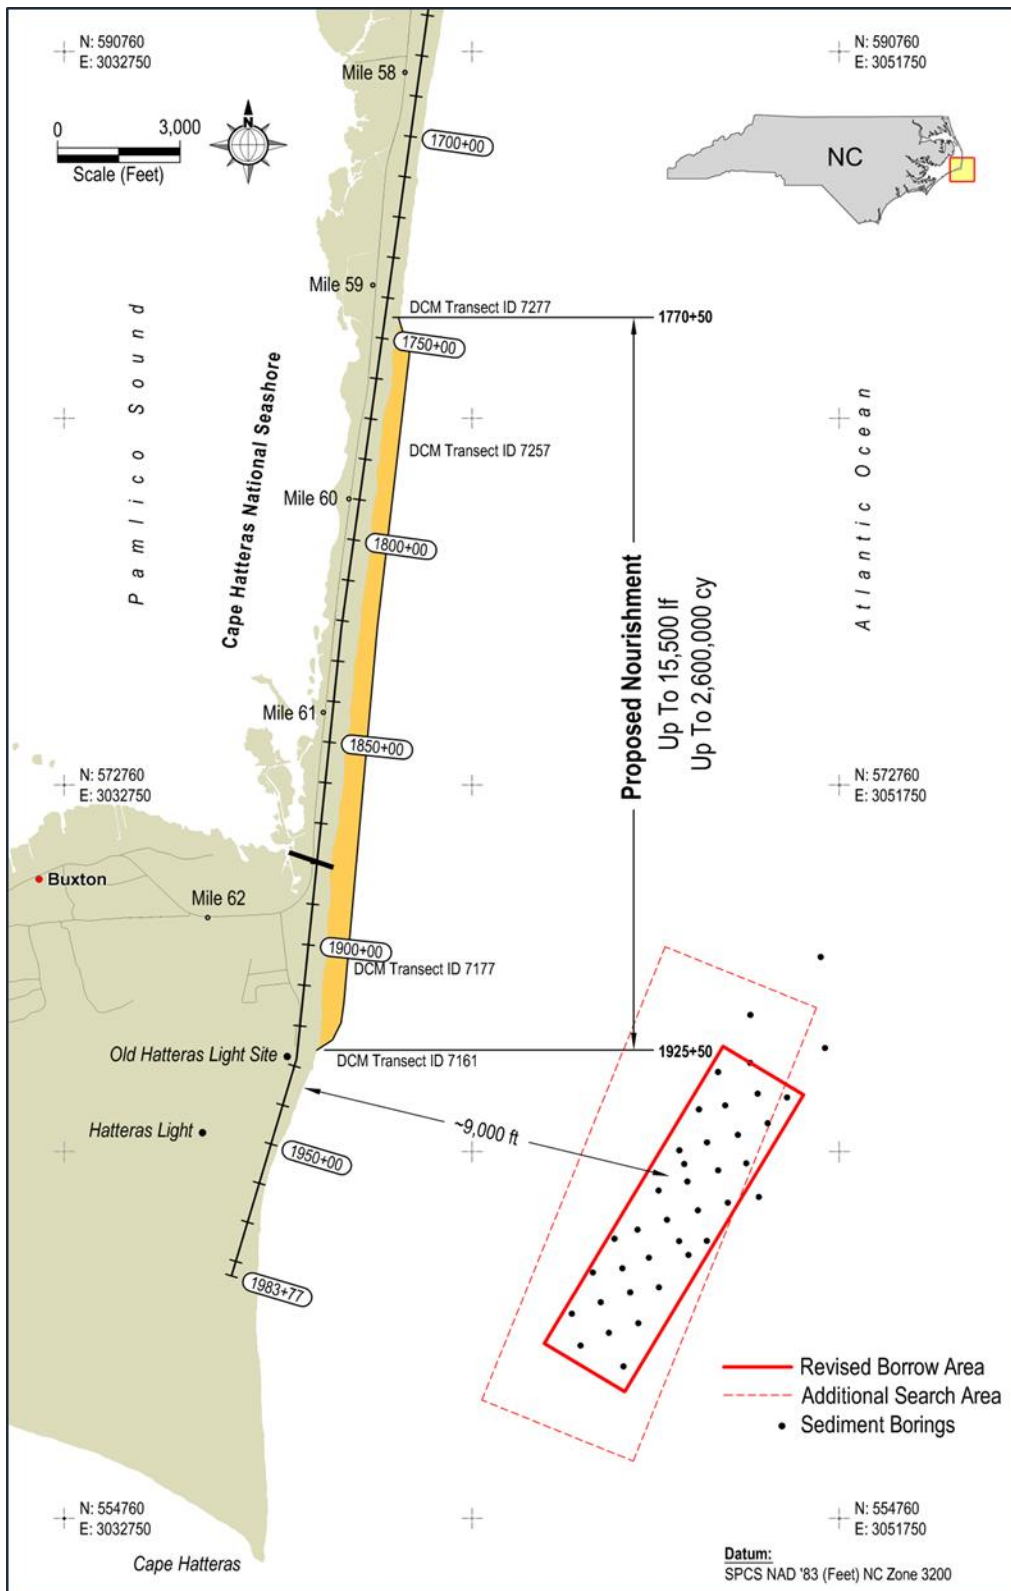 N: 590760
E: 3032750
N: 590760
E: 3051750
Mile 58
0 3,000
N
Scale (Feet)
1700+00
NC
Mile 59
DCM Transect ID 7277
1770+50
1750+00
Pamlico Sound
Cape Hatteras National Seashore
DCM Transect ID 7257
Atlantic Ocean
Mile 60
1800+00
Proposed Nourishment
Up To 15,500 lf
Up To 2,600,000 cy
Mile 61
1850+00
N: 572760
E: 3032750
N: 572760
E: 3051750
Buxton
Mile 62
1900+00
DCM Transect ID 7177
Old Hatteras Light Site
DCM Transect ID 7161
1925+50
Hatteras Light
~9,000 ft
1950+00
1983+77
Revised Borrow Area
Additional Search Area
Sediment Borings
N: 554760
E: 3032750
N: 554760
E: 3051750
Cape Hatteras
Datum:
SPCS NAD '83 (Feet) NC Zone 3200